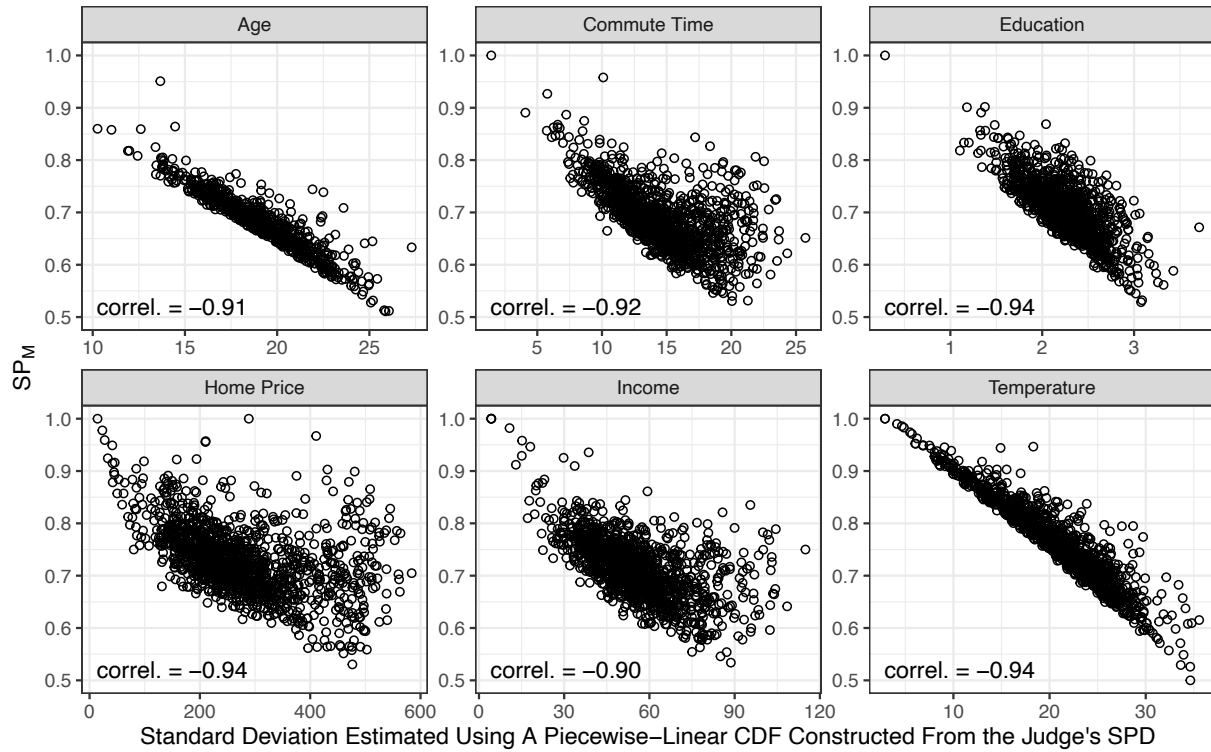 Age
Commute Time
Education
1.0
0.9
0.8
0.7
0.6
0.5
correl. = −0.91
correl. = −0.92
correl. = −0.94
10 15 20 25
5 10 15 20 25
1 2 3
SPM
Home Price
Income
Temperature
1.0
0.9
0.8
0.7
0.6
0.5
correl. = −0.94
correl. = −0.90
correl. = −0.94
0 200 400 600
0 30 60 90 120
10 20 30
Standard Deviation Estimated Using A Piecewise−Linear CDF Constructed From the Judge's SPD